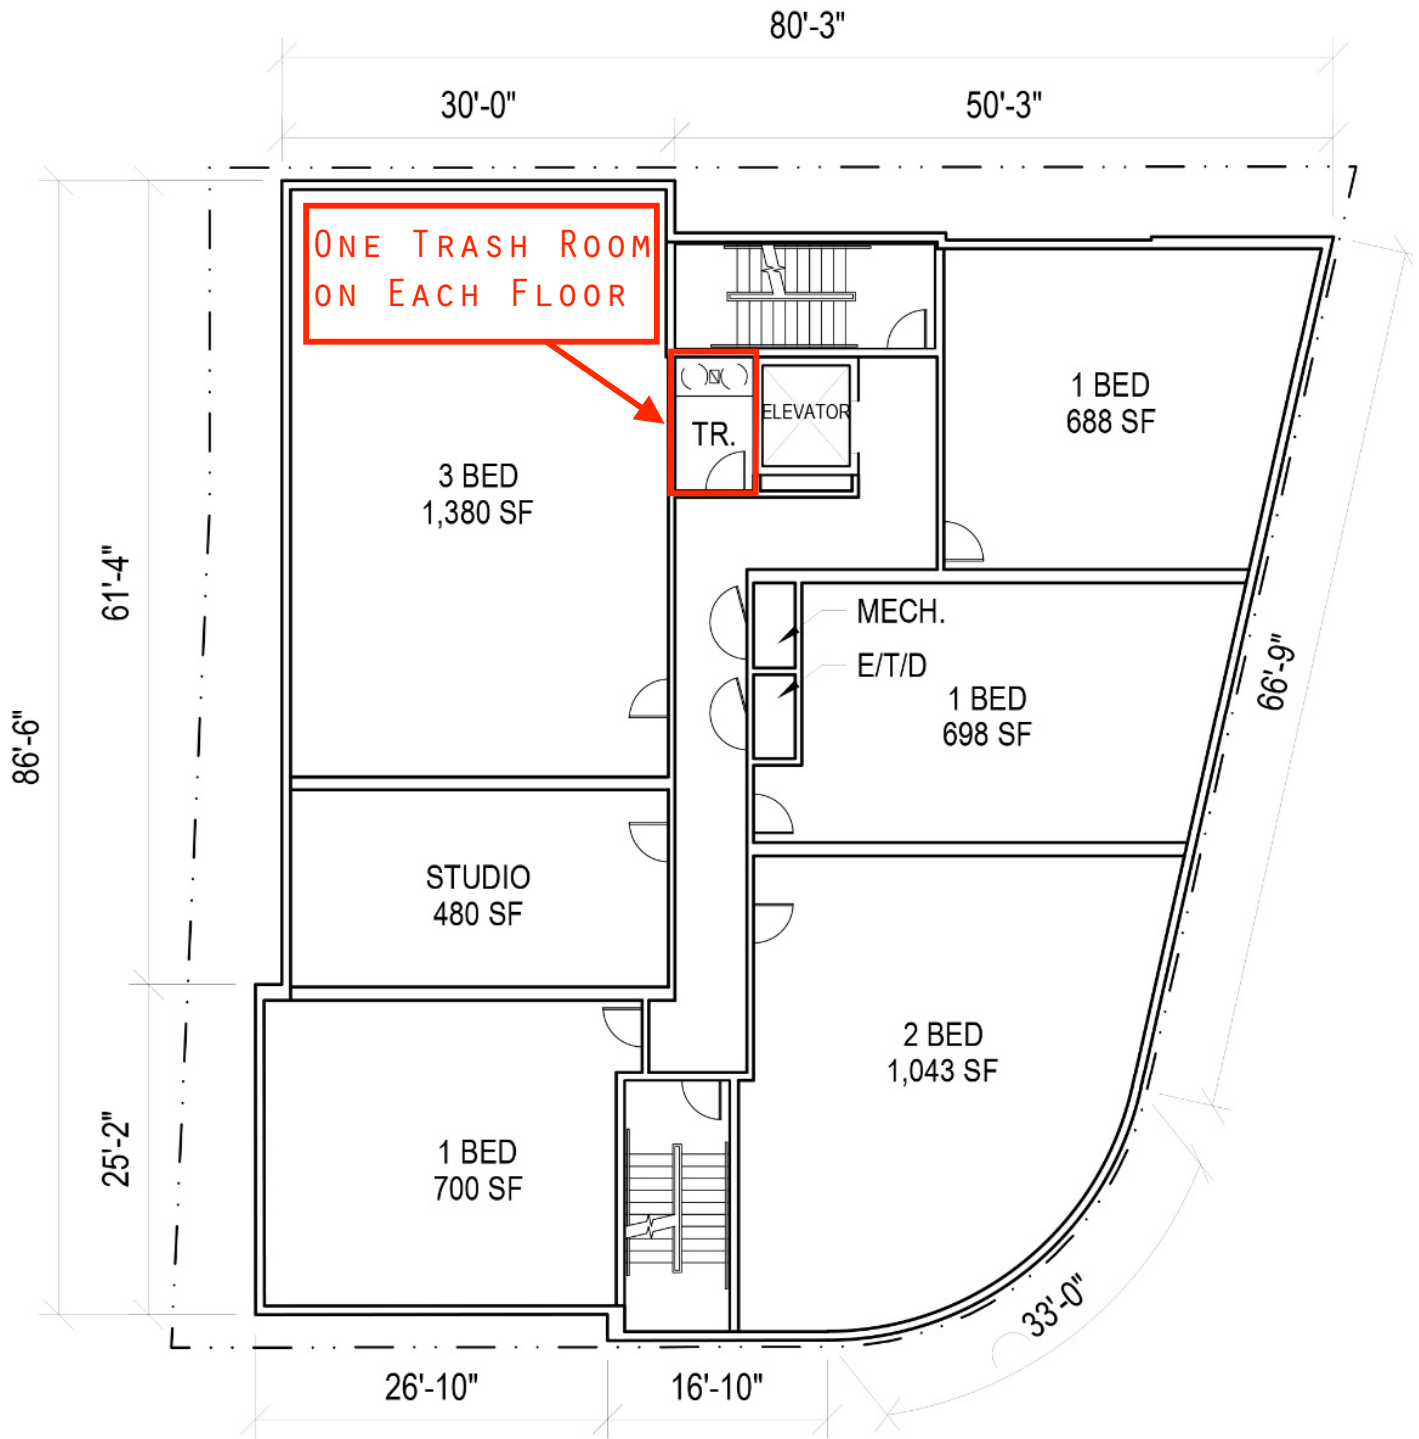 80'-3"
30'-0"
50'-3"
ONE TRASH ROOM
ON EACH FLOOR
1 BED
688 SF
ELEVATOR
TR.
3 BED
1,380 SF
61'-4"
MECH.
E/T/D
1 BED
698 SF
66'-9"
86'-6"
STUDIO
480 SF
2 BED
1,043 SF
25'-2"
1 BED
700 SF
33'-0"
26'-10"
16'-10"